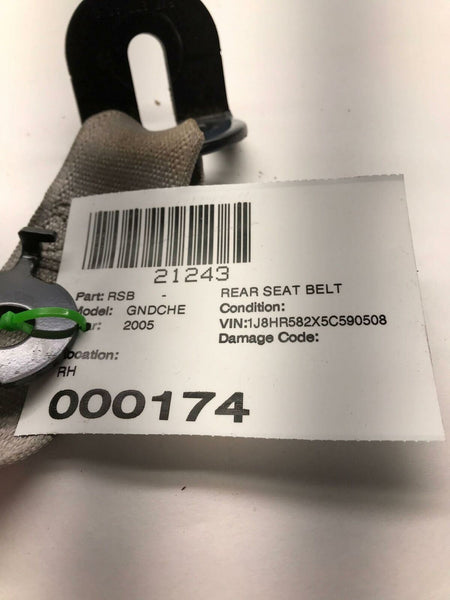 21243
Part: RSB - REAR SEAT BELT
Model: GNDCHE Condition:
2005 VIN:1J8HR582X5C590508
Damage Code:
Location:
RH
000174